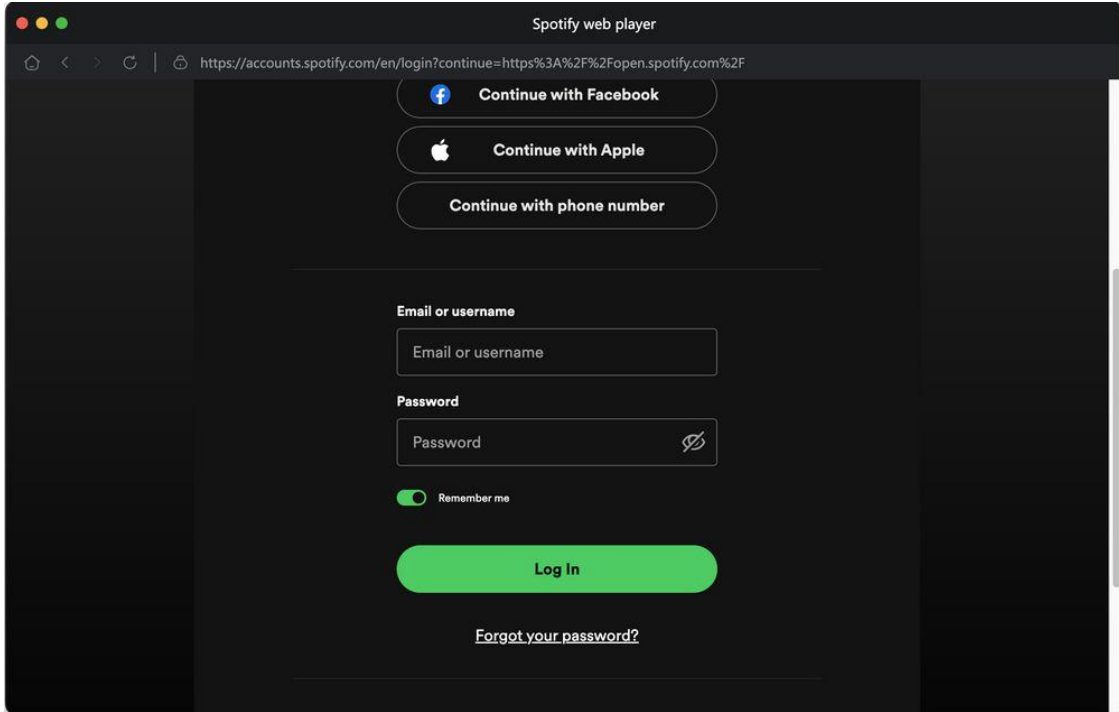 Spotify web player
https://accounts.spotify.com/en/login?continue=https%3A%2F%2Fopen.spotify.com%2F
Continue with Facebook
Continue with Apple
Continue with phone number
Email or username
Email or username
Password
Password
Remember me
Log In
Forgot your password?